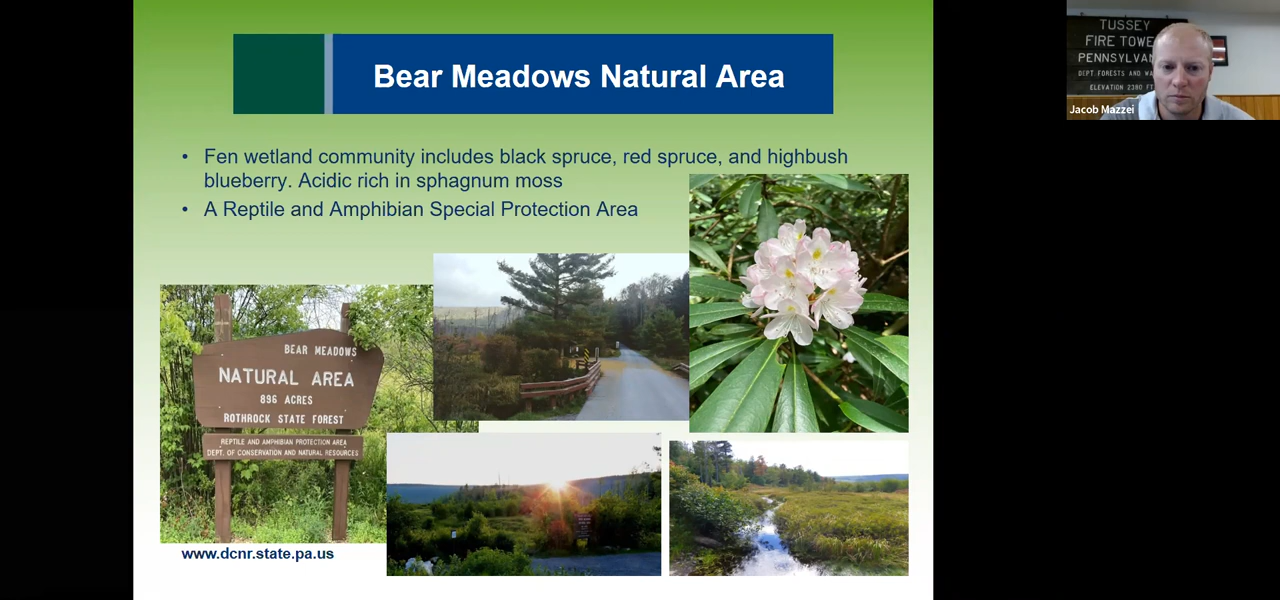 Bear Meadows Natural Area
• Fen wetland community includes black spruce, red spruce, and highbush
blueberry. Acidic rich in sphagnum moss
• A Reptile and Amphibian Special Protection Area
BEAR MEADOWS
NATURAL AREA
896 ACRES
ROTHROCK STATE FOREST
REPTILE AND AMPHIBIAN PROTECTION AREA
DEPT. OF CONSERVATION AND NATURAL RESOURCES
www.dcnr.state.pa.us
TUSSEY
FIRE TOWE
PENNSYLVAN
DEPT FORESTS AND WA
ELEVATION 2380 FT
Jacob Mazzei